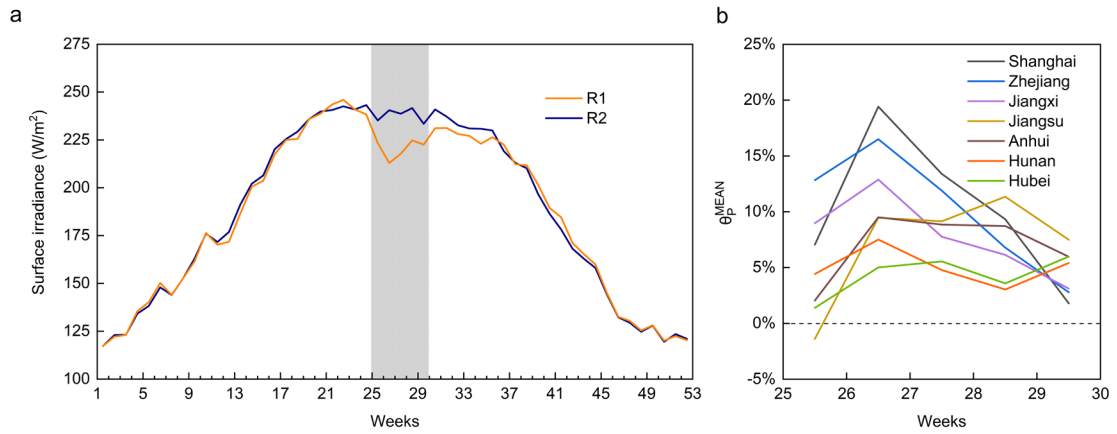 a
275
250
225
200
175
150
125
100
Surface irradiance (W/m²)
R1
R2
1 5 9 13 17 21 25 29 33 37 41 45 49 53
Weeks
b
25%
20%
15%
10%
5%
0%
-5%
θ_P^MEAN
Shanghai
Zhejiang
Jiangxi
Jiangsu
Anhui
Hunan
Hubei
25 26 27 28 29 30
Weeks